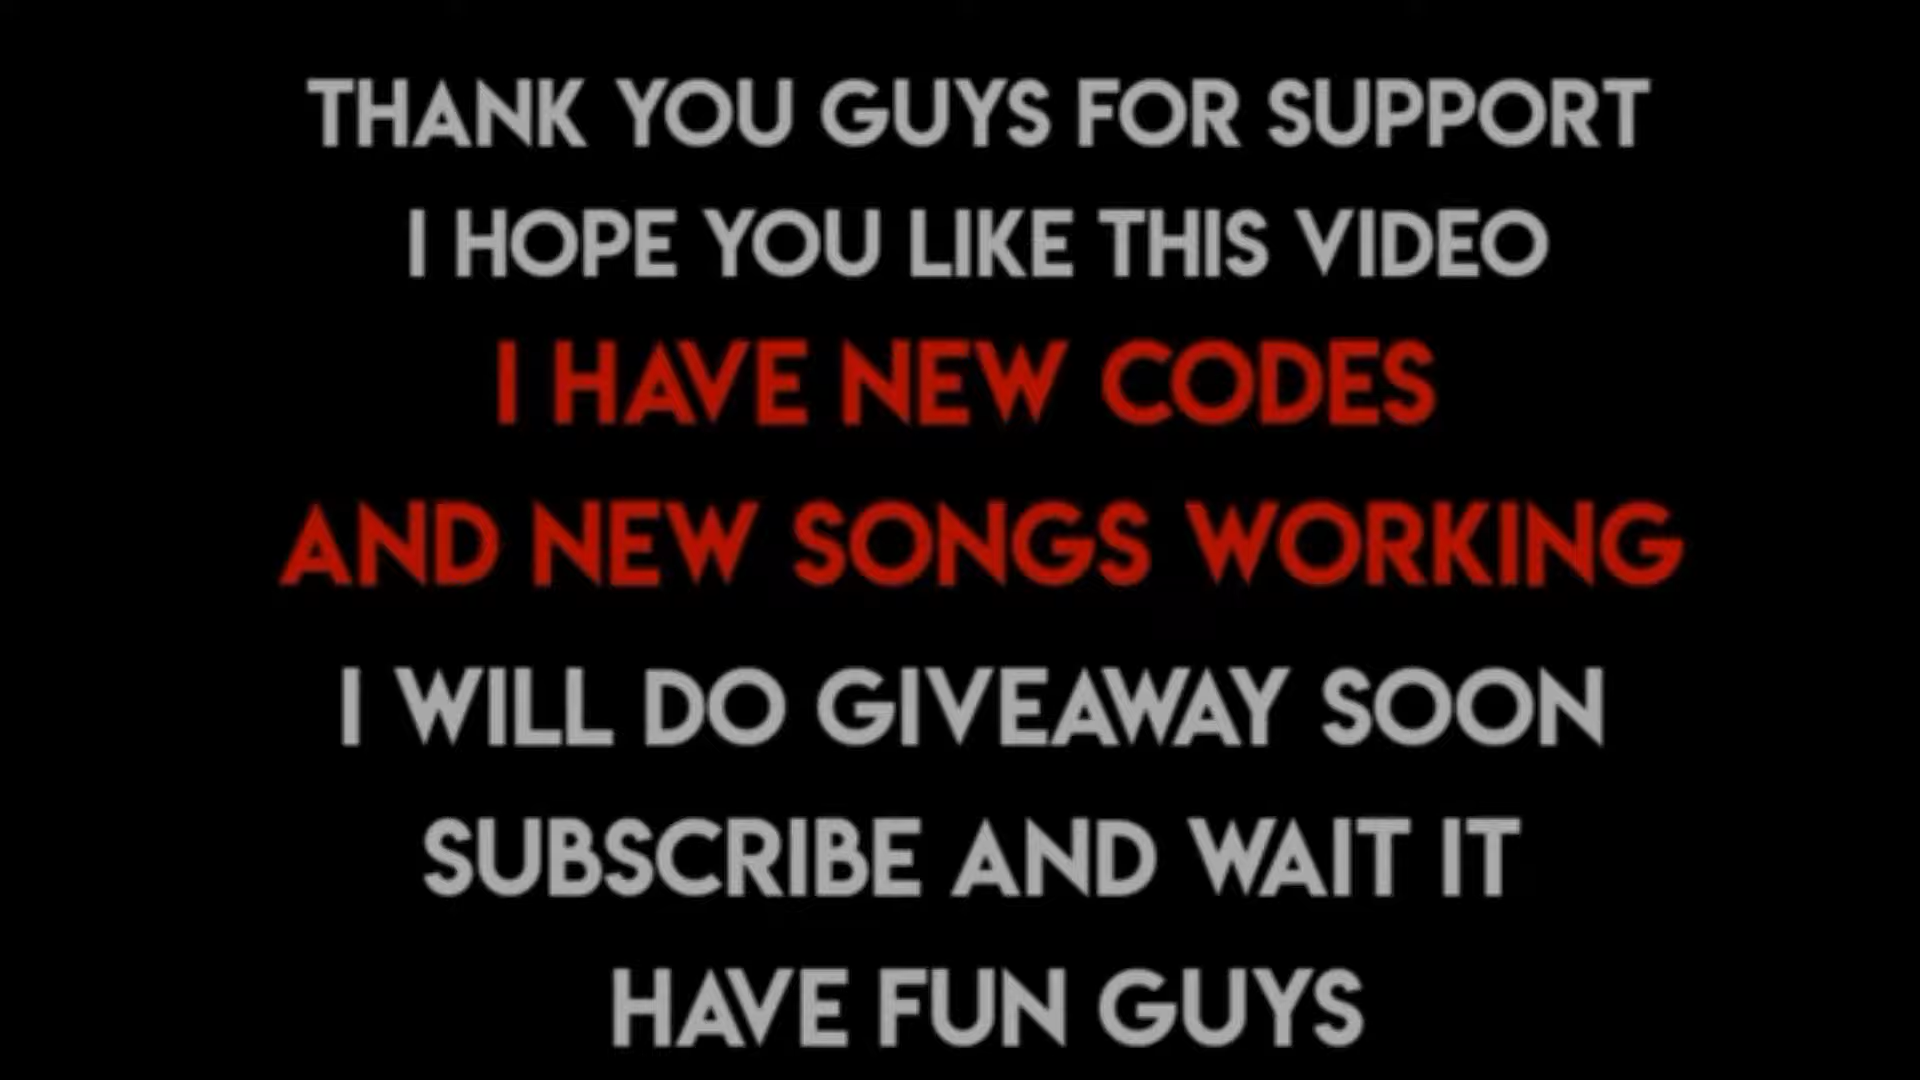 THANK YOU GUYS FOR SUPPORT
I HOPE YOU LIKE THIS VIDEO
I HAVE NEW CODES
AND NEW SONGS WORKING
I WILL DO GIVEAWAY SOON
SUBSCRIBE AND WAIT IT
HAVE FUN GUYS